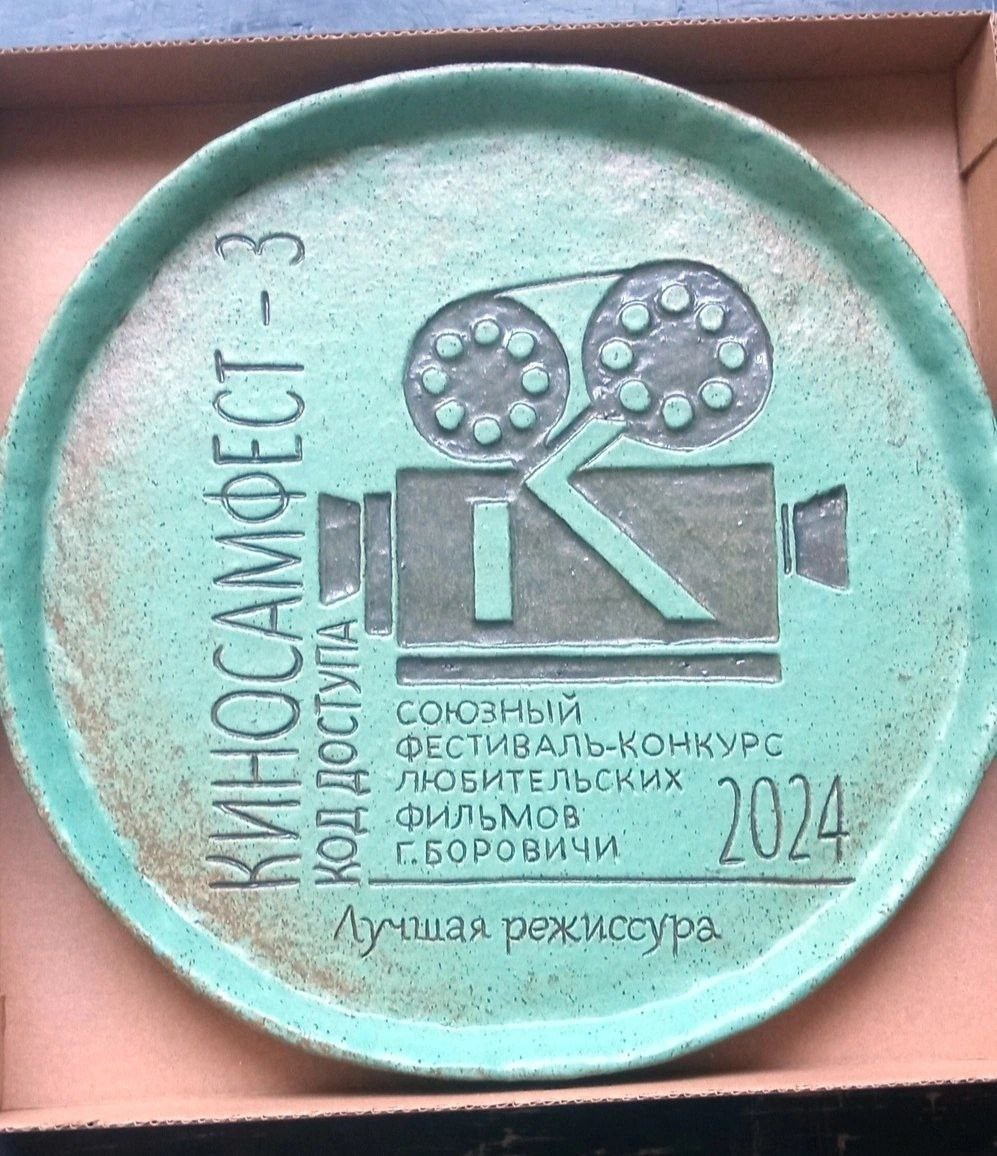 КИНОСАМФЕСТ - 3
КОД ДОСТУПА
СОЮЗНЫЙ
ФЕСТИВАЛЬ-КОНКУРС
ЛЮБИТЕЛЬСКИХ
ФИЛЬМОВ
Г.БОРОВИЧИ
2024
Лучшая режиссура